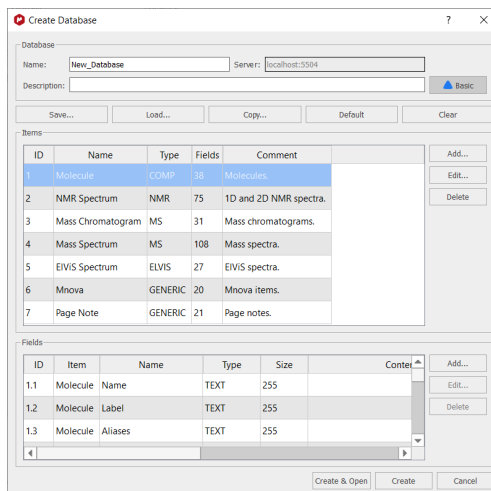 Create Database ? ×
Database
Name: New_Database Server: localhost:5504
Description: Basic
Save... Load... Copy... Default Clear
Items
ID Name Type Fields Comment Add...
1 Molecule COMP 38 Molecules. Edit...
2 NMR Spectrum NMR 75 1D and 2D NMR spectra. Delete
3 Mass Chromatogram MS 31 Mass chromatograms.
4 Mass Spectrum MS 108 Mass spectra.
5 ElViS Spectrum ELVIS 27 ElViS spectra.
6 Mnova GENERIC 20 Mnova items.
7 Page Note GENERIC 21 Page notes.
Fields
ID Item Name Type Size Add...
1.1 Molecule Name TEXT 255 Edit...
1.2 Molecule Label TEXT 255 Delete
1.3 Molecule Aliases TEXT 255
Create & Open Create Cancel